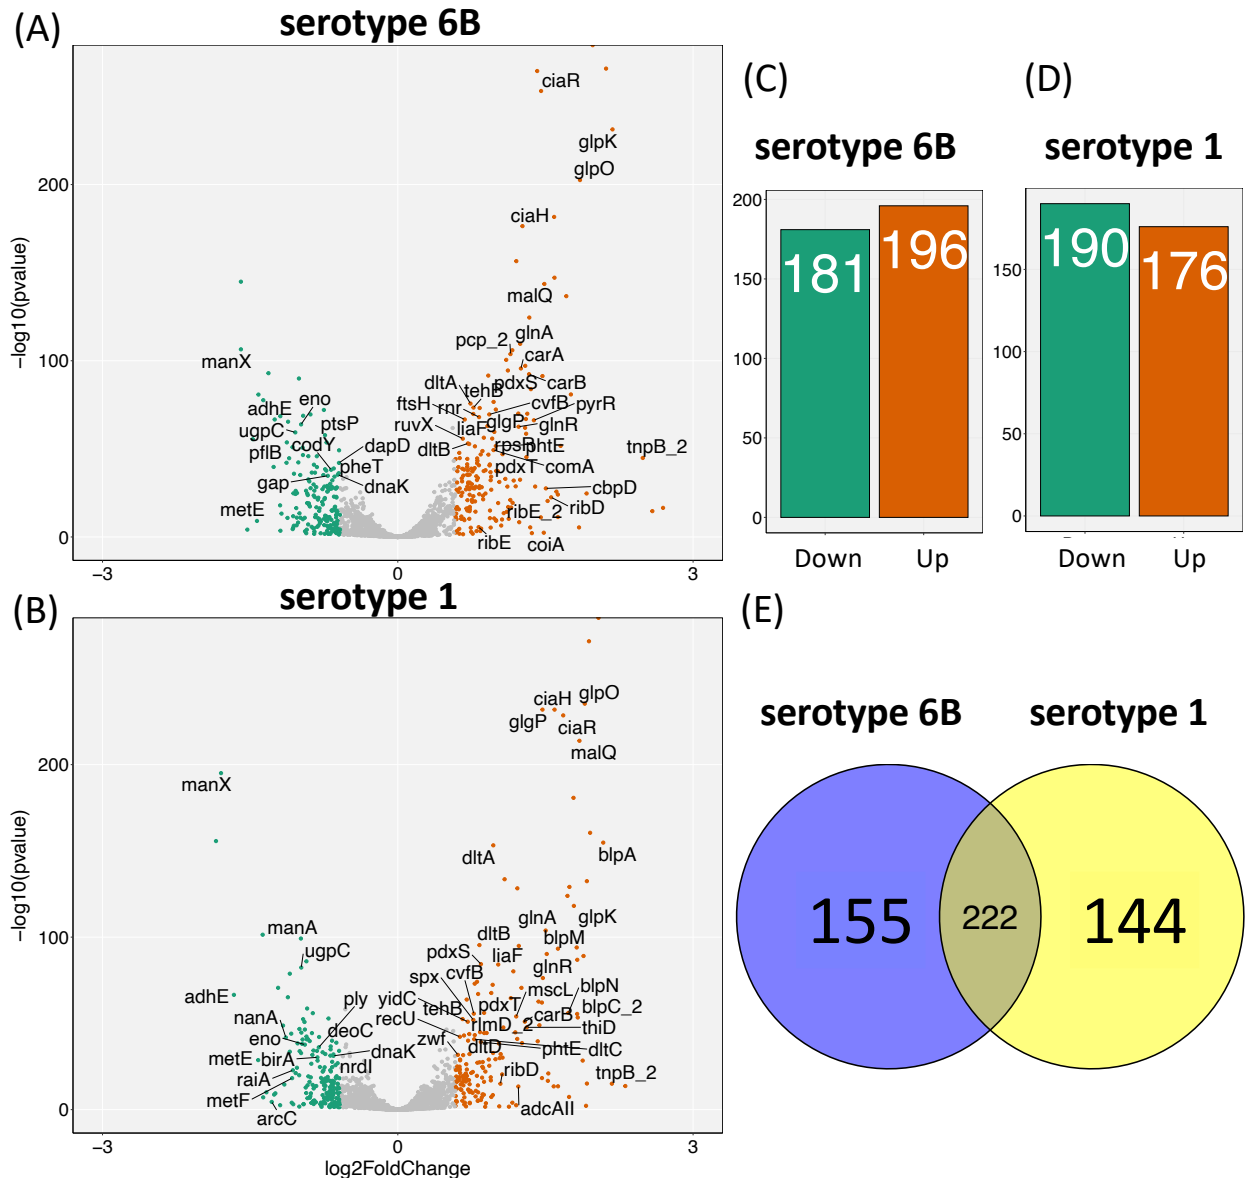 (A)
serotype 6B
−log10(pvalue)
200
100
0
−3
0
3
ciaR
glpK
glpO
ciaH
malQ
glnA
pcp_2
carA
manX
dltA
tehB
pdxS
carB
eno
ftsH
rnr
cvfB
adhE
ptsP
glgP
pyrR
ugpC
ruvX
liaF
glnR
codY
dapD
dltB
rpsR
phtE
tnpB_2
pflB
pheT
pdxT
comA
gap
dnaK
cbpD
metE
ribE_2
ribD
ribE
coiA
(B)
serotype 1
−log10(pvalue)
200
100
0
−3
0
3
log2FoldChange
ciaH
glpO
glgP
ciaR
malQ
manX
dltA
blpA
manA
glnA
glpK
ugpC
dltB
blpM
pdxS
liaF
glnR
spx
cvfB
adhE
ply
yidC
mscL
blpN
nanA
tehB
pdxT
carB
blpC_2
eno
deoC
recU
rlmD_2
thiD
metE
birA
dnaK
zwf
dltD
phtE
dltC
raiA
nrdI
ribD
tnpB_2
metF
adcAII
arcC
(C)
serotype 6B
200
150
100
50
0
181
196
Down
Up
(D)
serotype 1
150
100
50
0
190
176
Down
Up
(E)
serotype 6B
serotype 1
155
222
144